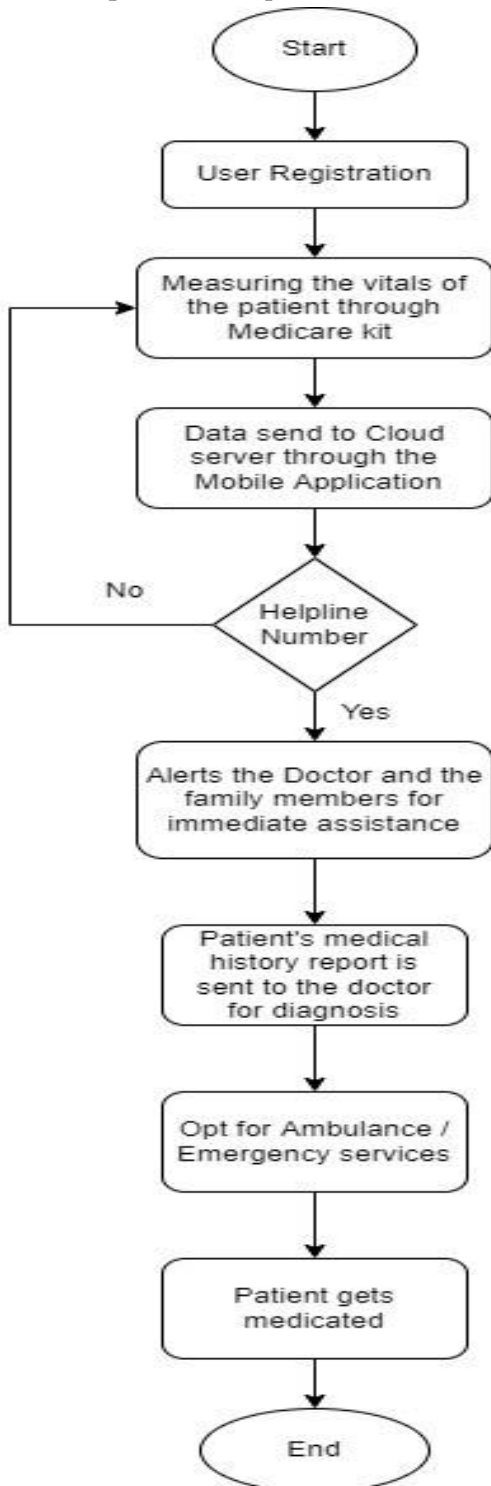 Start
User Registration
Measuring the vitals of
the patient through
Medicare kit
Data send to Cloud
server through the
Mobile Application
No
Helpline
Number
Yes
Alerts the Doctor and the
family members for
immediate assistance
Patient's medical
history report is
sent to the doctor
for diagnosis
Opt for Ambulance /
Emergency services
Patient gets
medicated
End